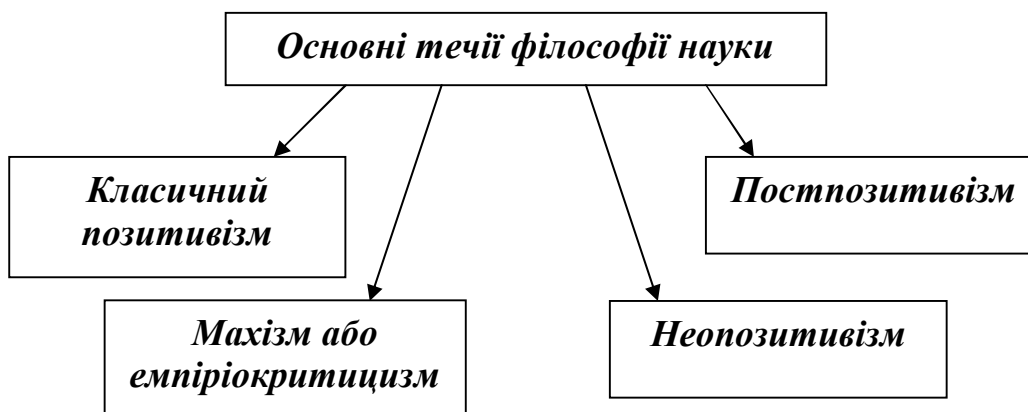 Основні течії філософії науки
Класичний
позитивізм
Постпозитивізм
Махізм або
емпіріокритицизм
Неопозитивізм